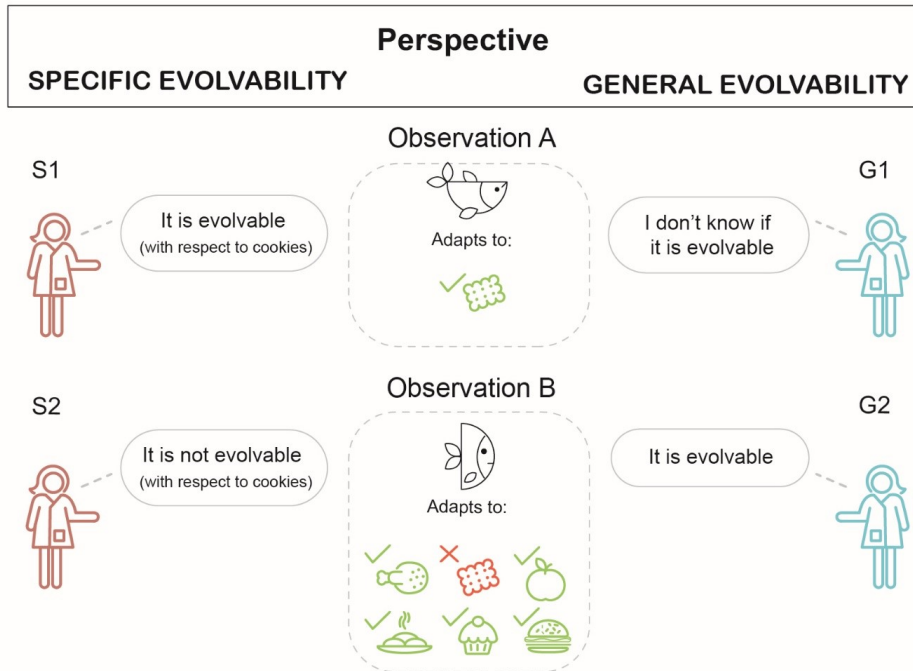 Perspective
SPECIFIC EVOLVABILITY
GENERAL EVOLVABILITY
Observation A
S1
G1
It is evolvable
(with respect to cookies)
Adapts to:
I don't know if
it is evolvable
Observation B
S2
G2
It is not evolvable
(with respect to cookies)
Adapts to:
It is evolvable